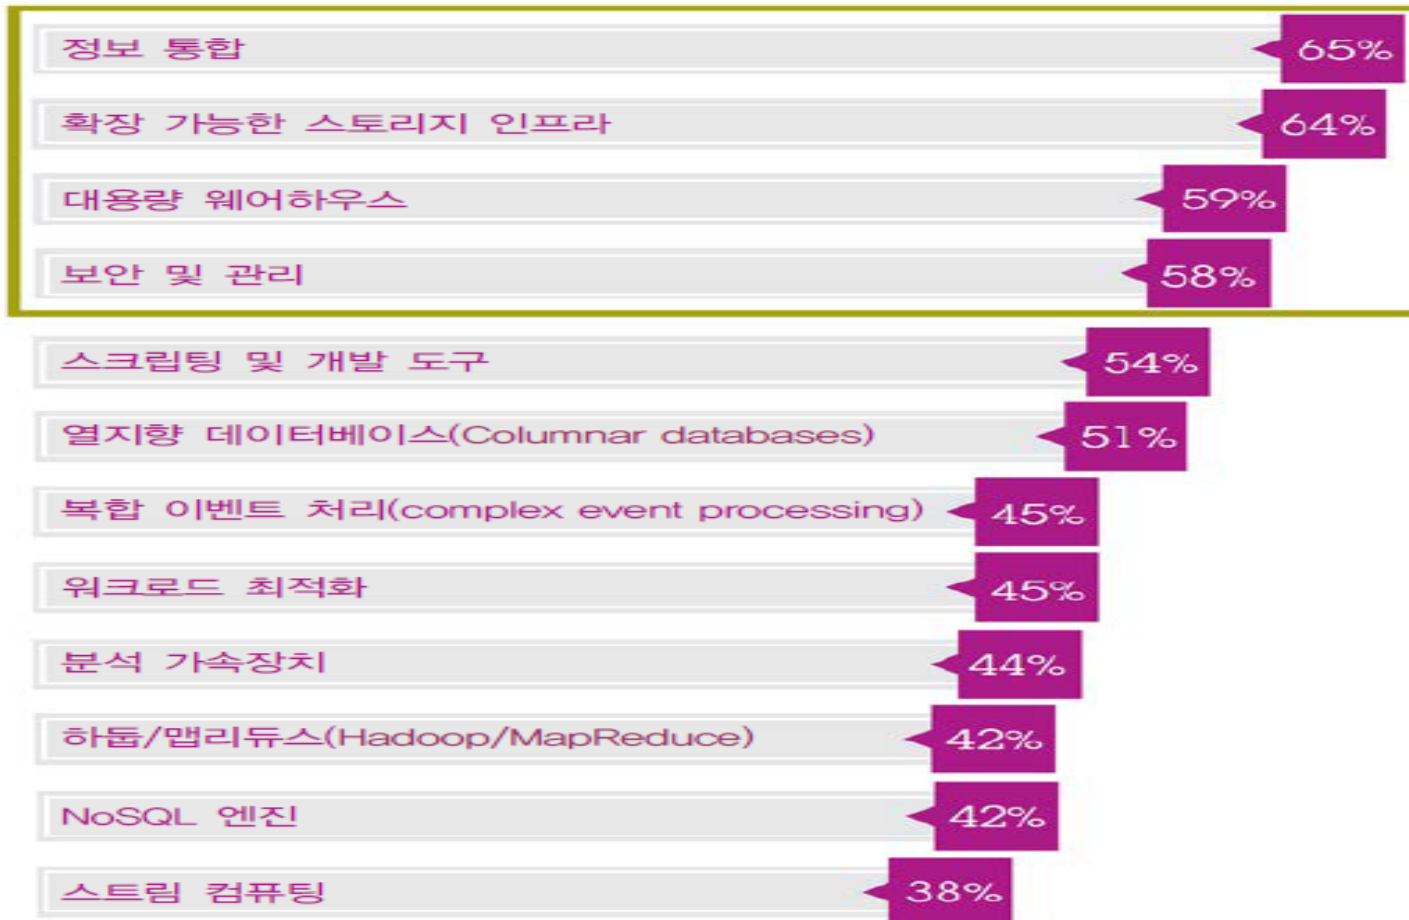 정보 통합 65%
확장 가능한 스토리지 인프라 64%
대용량 웨어하우스 59%
보안 및 관리 58%
스크립팅 및 개발 도구 54%
열지향 데이터베이스(Columnar databases) 51%
복합 이벤트 처리(complex event processing) 45%
워크로드 최적화 45%
분석 가속장치 44%
하둡/맵리듀스(Hadoop/MapReduce) 42%
NoSQL 엔진 42%
스트림 컴퓨팅 38%